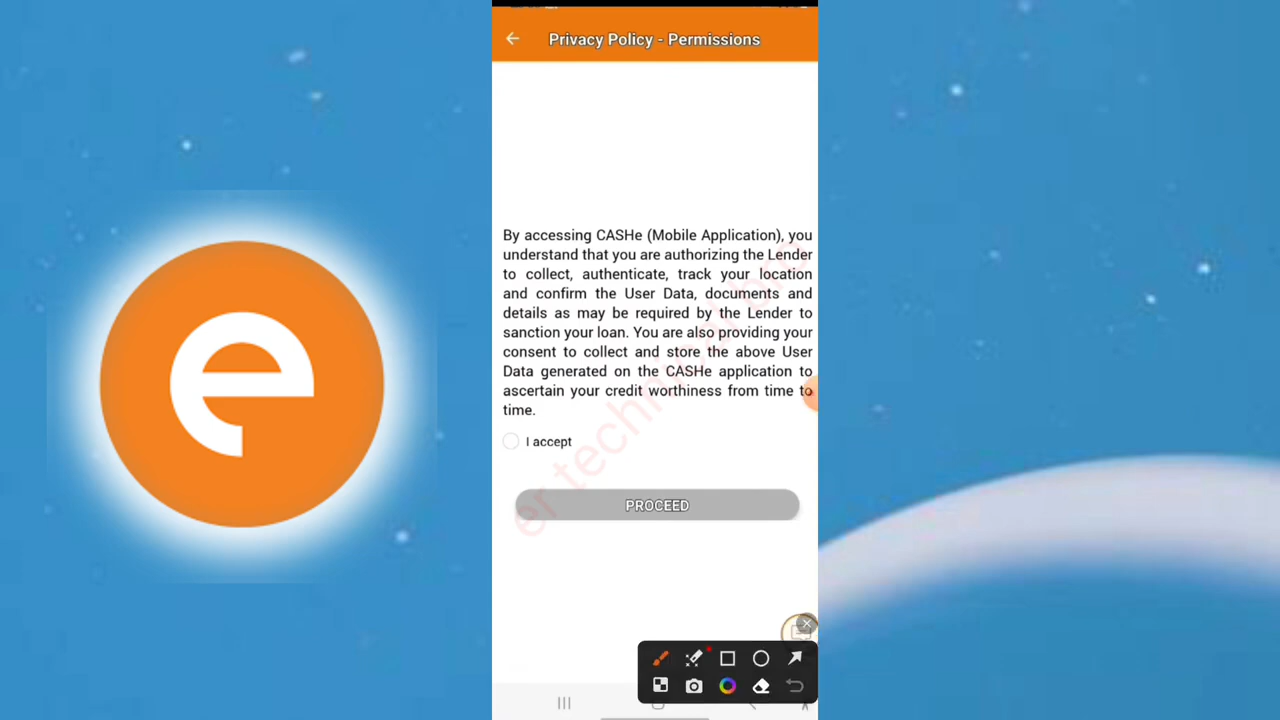 Privacy Policy - Permissions
By accessing CASHe (Mobile Application), you
understand that you are authorizing the Lender
to collect, authenticate, track your location
and confirm the User Data, documents and
details as may be required by the Lender to
sanction your loan. You are also providing your
consent to collect and store the above User
Data generated on the CASHe application to
ascertain your credit worthiness from time to
time.
I accept
PROCEED
e